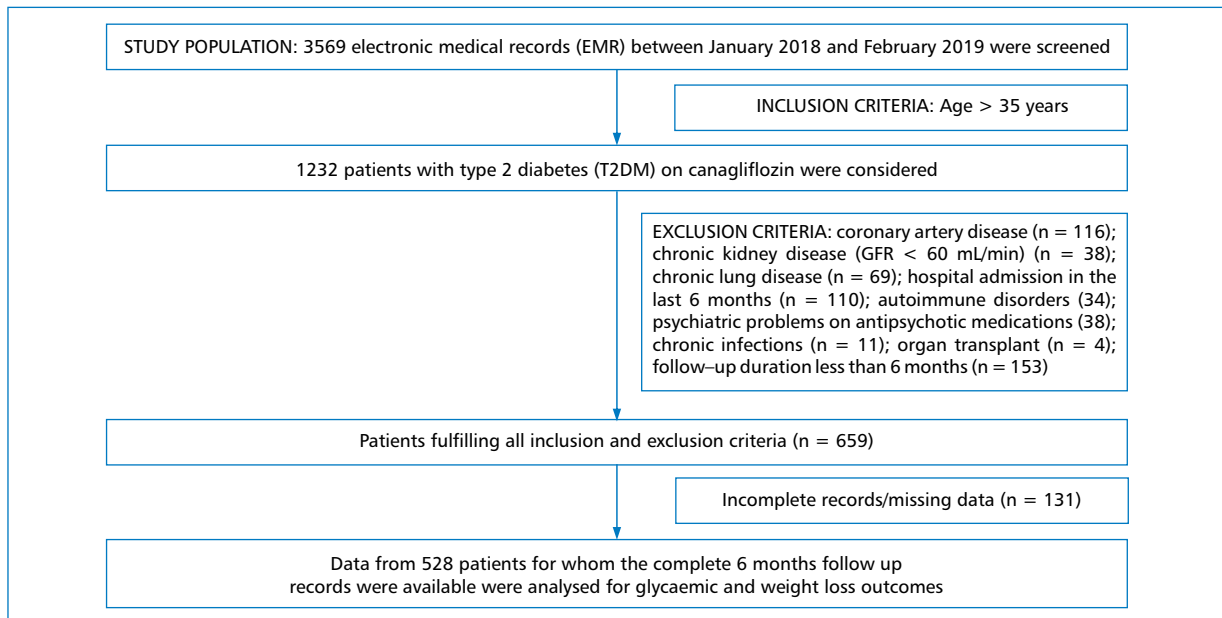 STUDY POPULATION: 3569 electronic medical records (EMR) between January 2018 and February 2019 were screened
INCLUSION CRITERIA: Age > 35 years
1232 patients with type 2 diabetes (T2DM) on canagliflozin were considered
EXCLUSION CRITERIA: coronary artery disease (n = 116);
chronic kidney disease (GFR < 60 mL/min) (n = 38);
chronic lung disease (n = 69); hospital admission in the
last 6 months (n = 110); autoimmune disorders (34);
psychiatric problems on antipsychotic medications (38);
chronic infections (n = 11); organ transplant (n = 4);
follow–up duration less than 6 months (n = 153)
Patients fulfilling all inclusion and exclusion criteria (n = 659)
Incomplete records/missing data (n = 131)
Data from 528 patients for whom the complete 6 months follow up
records were available were analysed for glycaemic and weight loss outcomes